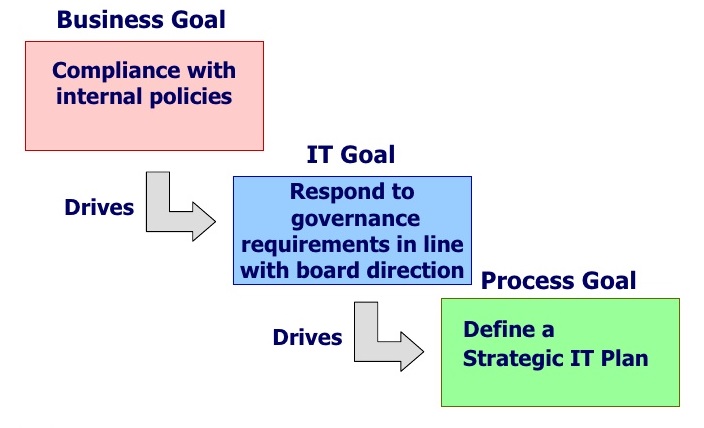 Business Goal
Compliance with
internal policies
IT Goal
Drives
Respond to
governance
requirements in line
with board direction
Process Goal
Drives
Define a
Strategic IT Plan